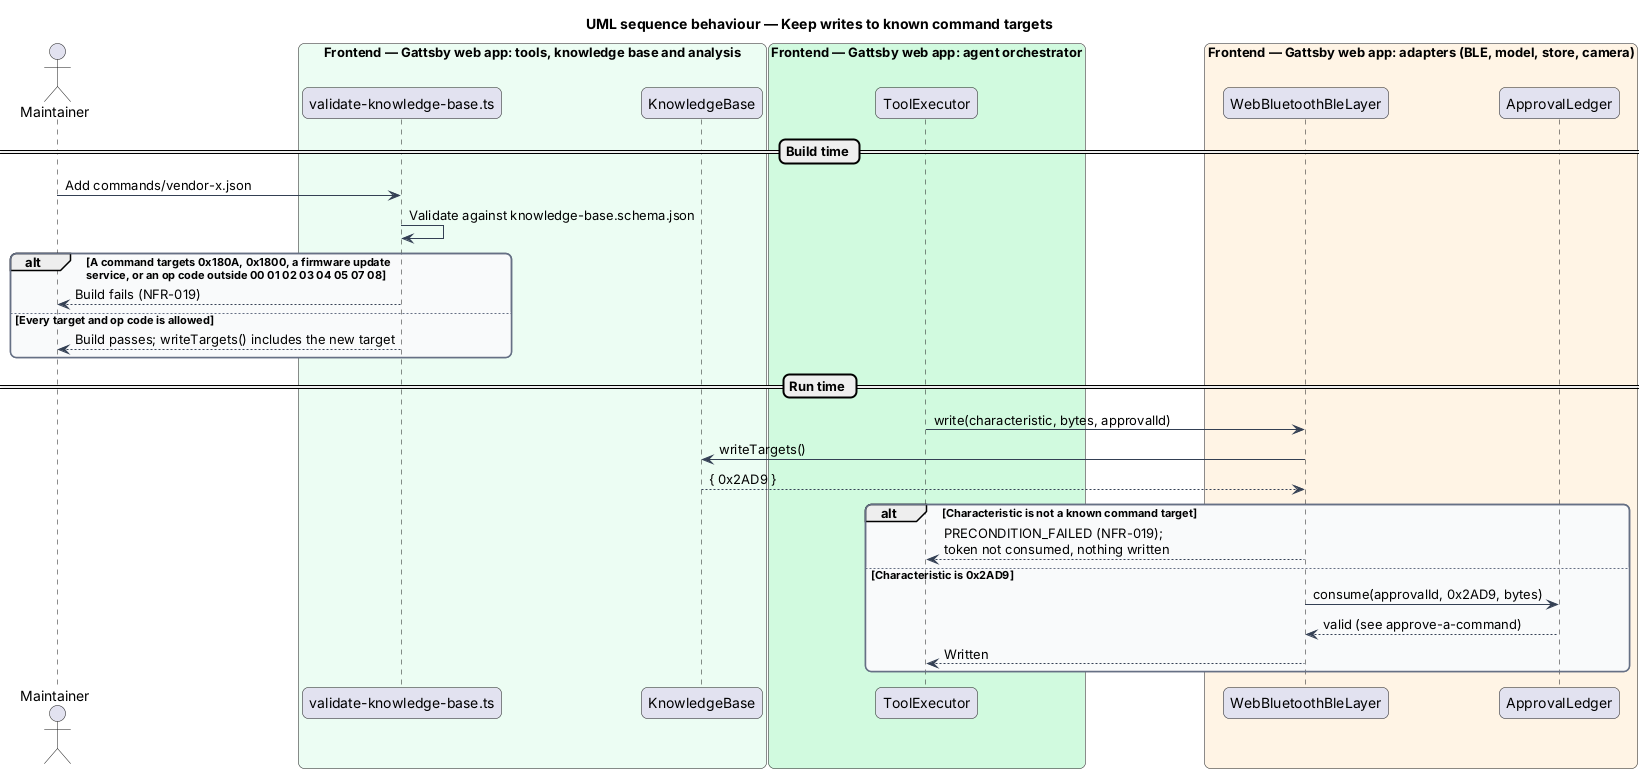 UML sequence behaviour — Keep writes to known command targets
Frontend — Gattsby web app: tools, knowledge base and analysis
Frontend — Gattsby web app: agent orchestrator
Frontend — Gattsby web app: adapters (BLE, model, store, camera)
Maintainer
validate-knowledge-base.ts
KnowledgeBase
ToolExecutor
WebBluetoothBleLayer
ApprovalLedger
Build time
Add commands/vendor-x.json
Validate against knowledge-base.schema.json
alt
[A command targets 0x180A, 0x1800, a firmware update
service, or an op code outside 00 01 02 03 04 05 07 08]
Build fails (NFR-019)
[Every target and op code is allowed]
Build passes; writeTargets() includes the new target
Run time
write(characteristic, bytes, approvalId)
writeTargets()
{ 0x2AD9 }
alt
[Characteristic is not a known command target]
PRECONDITION_FAILED (NFR-019);
token not consumed, nothing written
[Characteristic is 0x2AD9]
consume(approvalId, 0x2AD9, bytes)
valid (see approve-a-command)
Written
Maintainer
validate-knowledge-base.ts
KnowledgeBase
ToolExecutor
WebBluetoothBleLayer
ApprovalLedger